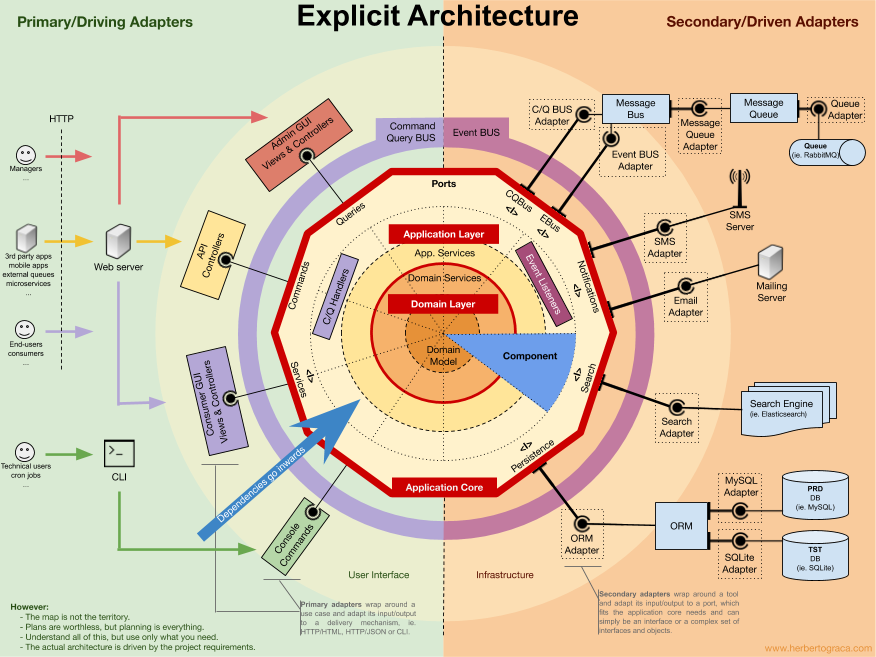 Explicit Architecture
Primary/Driving Adapters
Secondary/Driven Adapters
HTTP
Managers
...
3rd party apps
mobile apps
external queues
microservices
...
End-users
consumers
...
Technical users
cron jobs
...
Web server
>_
CLI
Admin GUI
Views & Controllers
API
Controllers
Consumer GUI
Views & Controllers
Console
Commands
Command
Query BUS
Event BUS
Ports
Queries
Commands
Services
</>
CQBus
</>
EBus
</>
Notifications
</>
Search
</>
Persistence
</>
Application Layer
App. Services
Domain Services
Domain Layer
Domain
Model
Component
C/Q Handlers
Event Listeners
Application Core
Dependencies go inwards
User Interface
Infrastructure
C/Q BUS
Adapter
Message
Bus
Event BUS
Adapter
Message
Queue
Adapter
Message
Queue
Queue
Adapter
Queue
(ie. RabbitMQ)
SMS
Adapter
SMS
Server
Email
Adapter
Mailing
Server
Search
Adapter
Search Engine
(ie. Elasticsearch)
ORM
Adapter
ORM
MySQL
Adapter
PRD
DB
(ie. MySQL)
SQLite
Adapter
TST
DB
(ie. SQLite)
Primary adapters wrap around a
use case and adapt its input/output
to a delivery mechanism, ie.
HTTP/HTML, HTTP/JSON or CLI.
Secondary adapters wrap around a tool
and adapt its input/output to a port, which
fits the application core needs and can
simply be an interface or a complex set of
interfaces and objects.
However:
- The map is not the territory.
- Plans are worthless, but planning is everything.
- Understand all of this, but use only what you need.
- The actual architecture is driven by the project requirements.
www.herbertograca.com